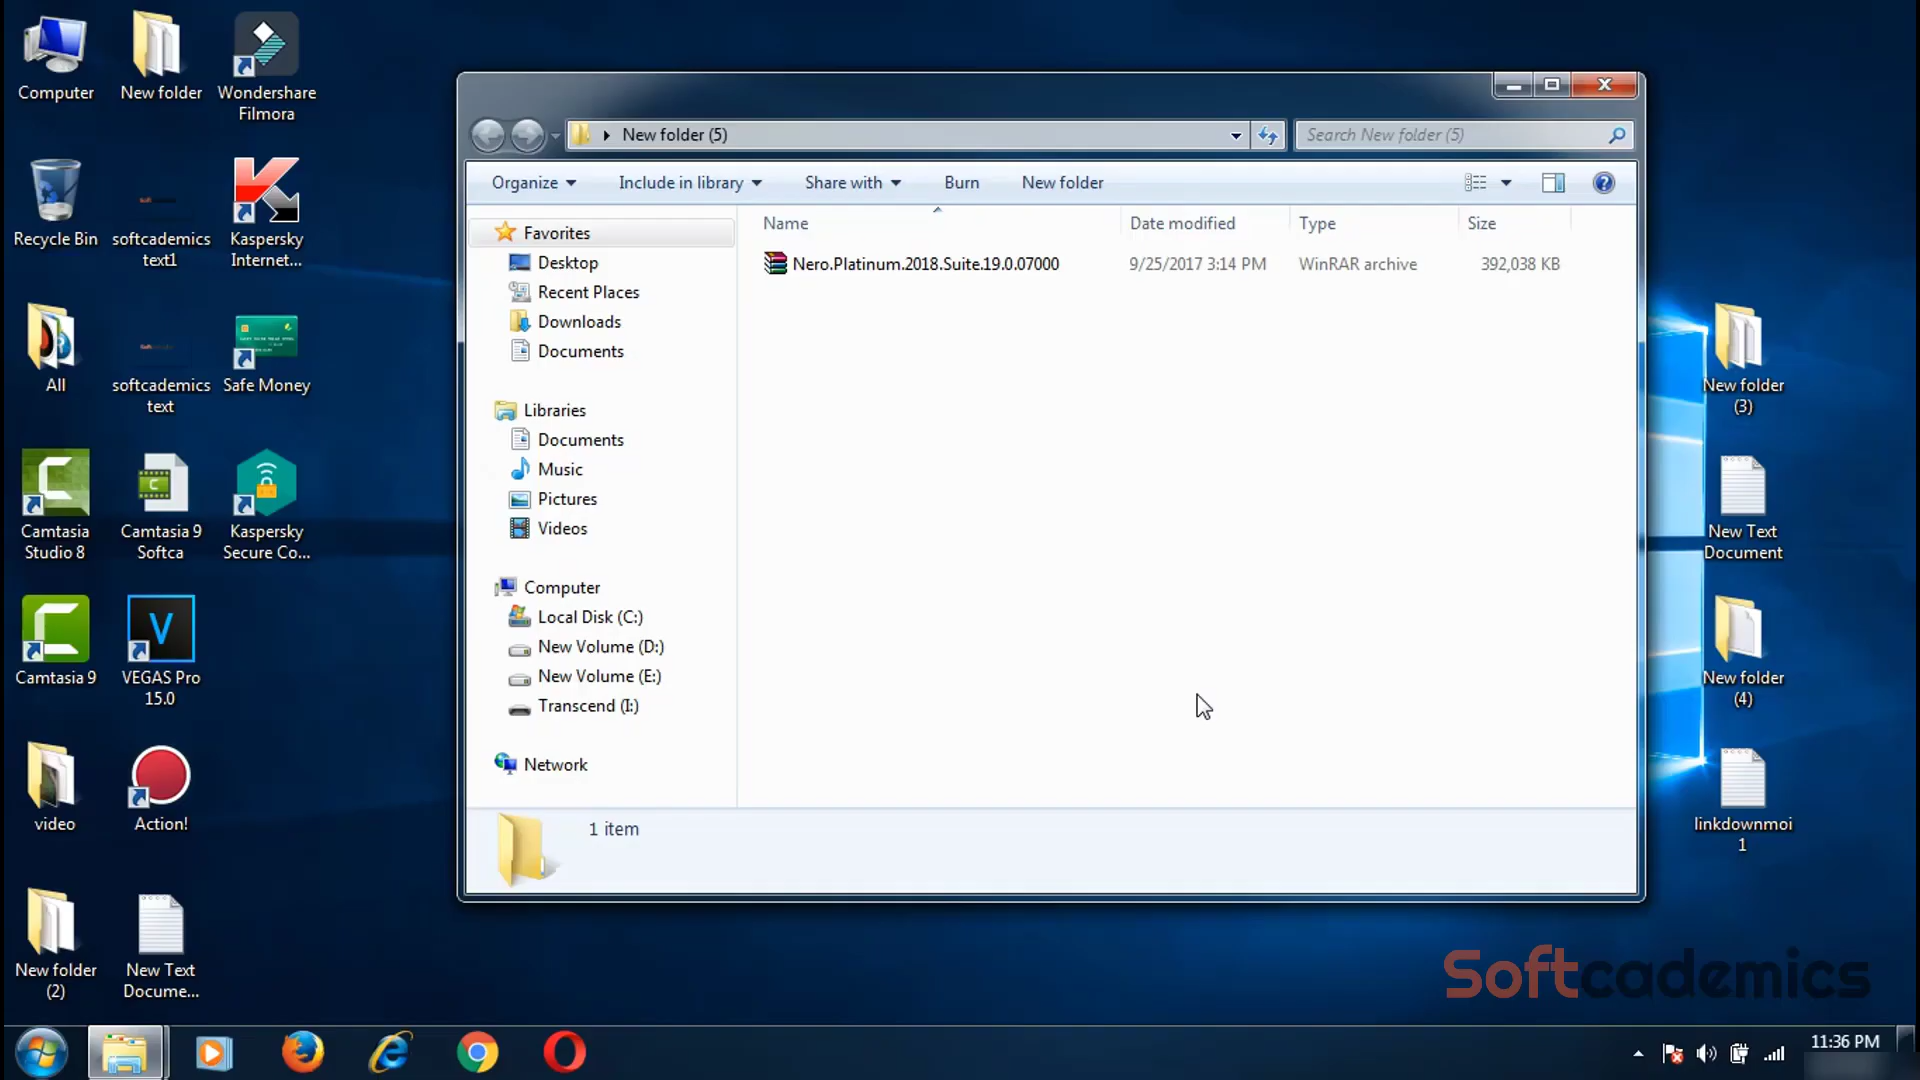 Computer
New folder
Wondershare
Filmora
Recycle Bin
softcademics
text1
Kaspersky
Internet...
All
softcademics
text
Safe Money
Camtasia
Studio 8
Camtasia 9
Softca
Kaspersky
Secure Co...
Camtasia 9
VEGAS Pro
15.0
video
Action!
New folder
(2)
New Text
Docume...
New folder (5)
Search New folder (5)
Organize
Include in library
Share with
Burn
New folder
Name
Date modified
Type
Size
Nero.Platinum.2018.Suite.19.0.07000
9/25/2017 3:14 PM
WinRAR archive
392,038 KB
Favorites
Desktop
Recent Places
Downloads
Documents
Libraries
Documents
Music
Pictures
Videos
Computer
Local Disk (C:)
New Volume (D:)
New Volume (E:)
Transcend (I:)
Network
1 item
New folder
(3)
New Text
Document
New folder
(4)
linkdownmoi
1
Softcademics
11:36 PM